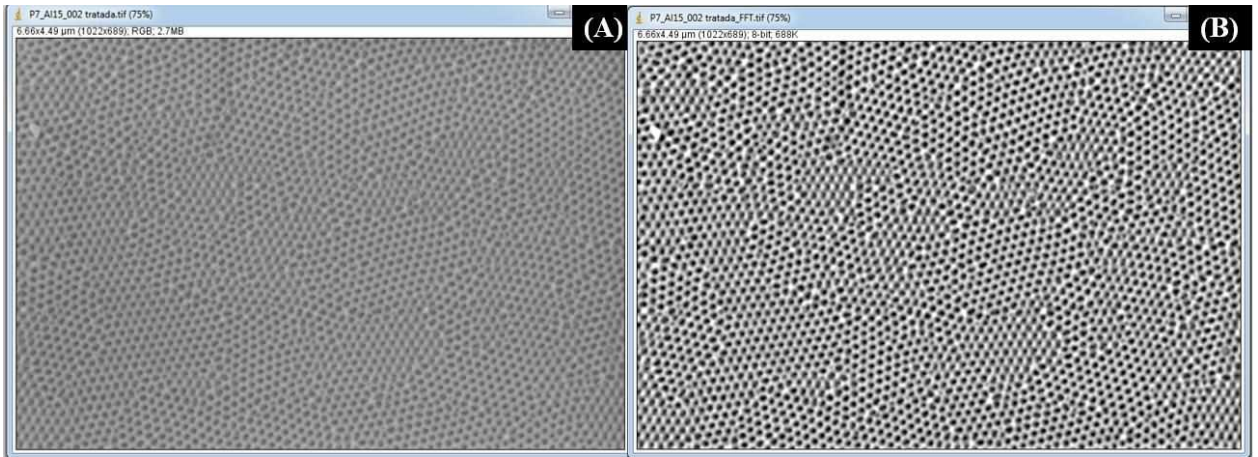 P7_Al15_002 tratada.tif (75%)
6.66x4.49 µm (1022x689); RGB; 2.7MB
(A)
P7_Al15_002 tratada_FFT.tif (75%)
6.66x4.49 µm (1022x689); 8-bit; 688K
(B)